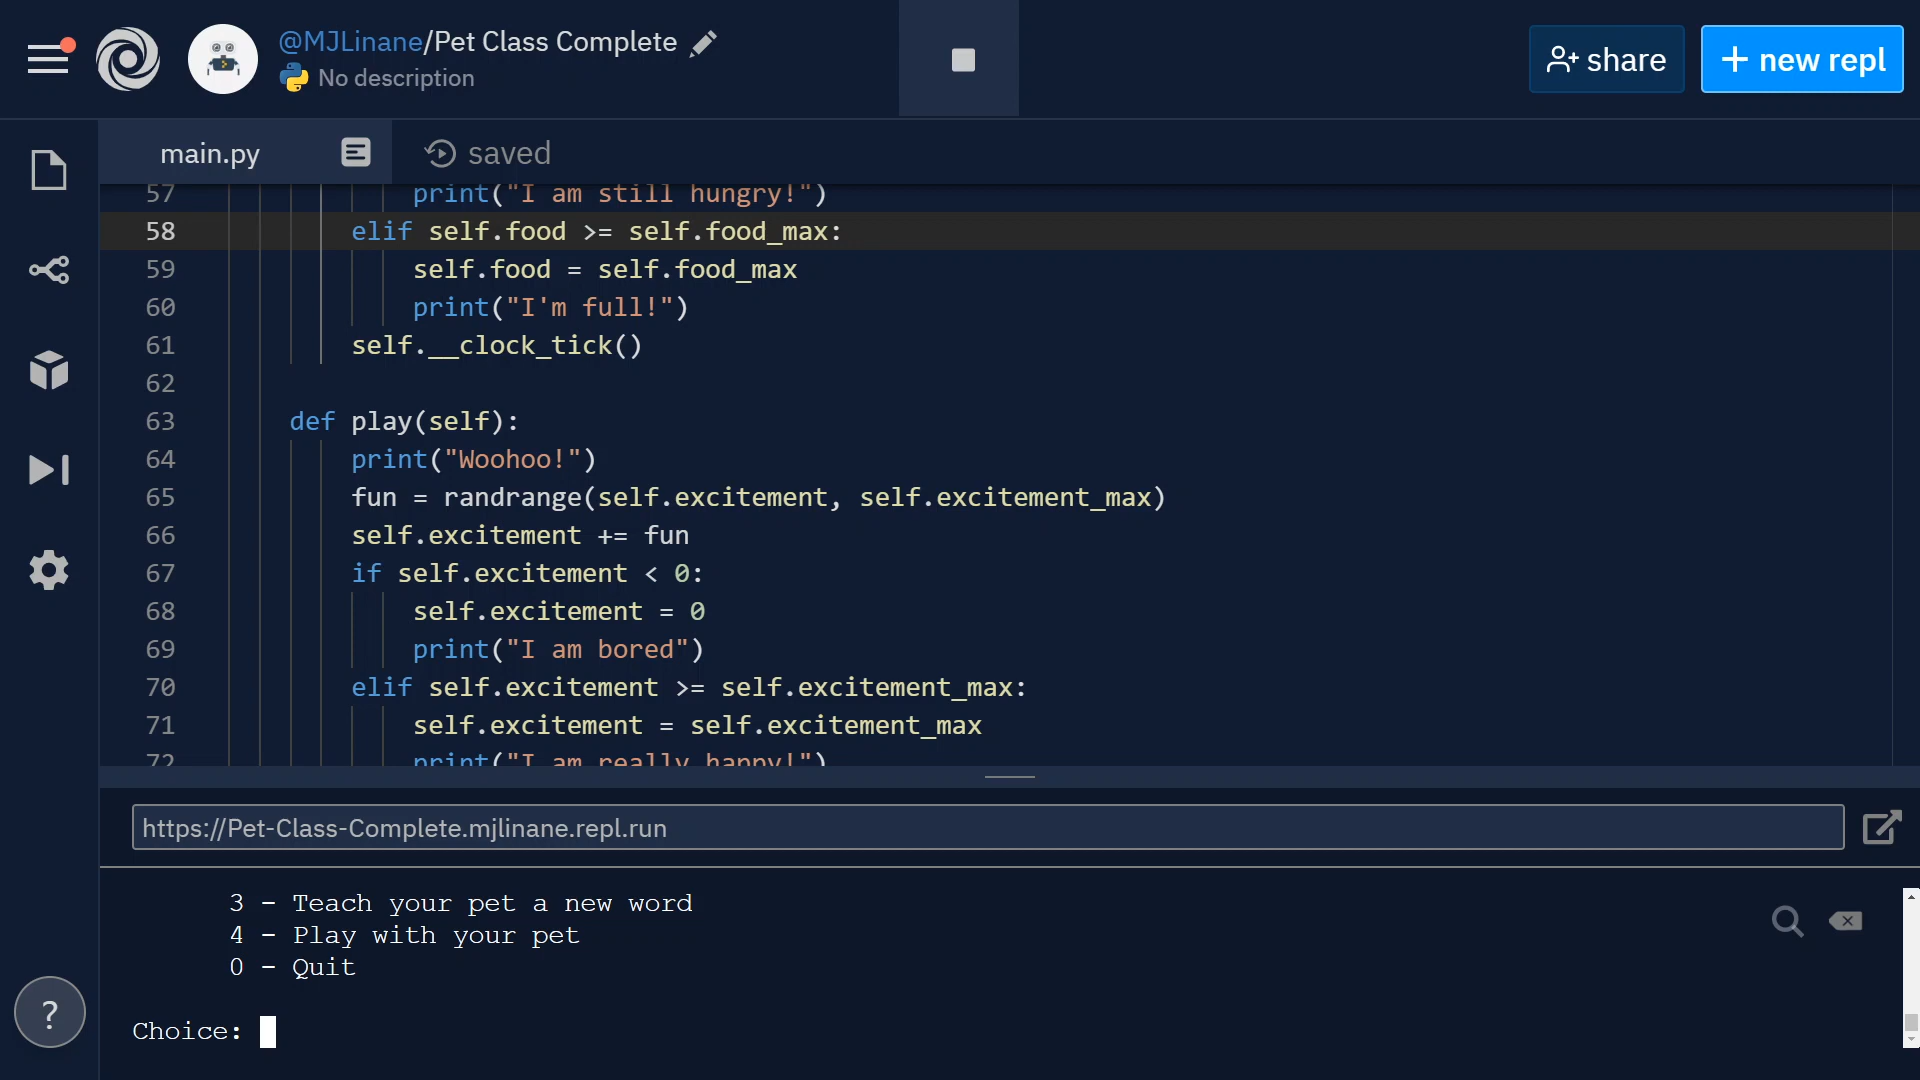 @MJLinane/Pet Class Complete
No description
share
+ new repl
main.py
saved
57 print("I am still hungry!")
58 elif self.food >= self.food_max:
59 self.food = self.food_max
60 print("I'm full!")
61 self.__clock_tick()
62
63 def play(self):
64 print("Woohoo!")
65 fun = randrange(self.excitement, self.excitement_max)
66 self.excitement += fun
67 if self.excitement < 0:
68 self.excitement = 0
69 print("I am bored")
70 elif self.excitement >= self.excitement_max:
71 self.excitement = self.excitement_max
72 print("I am really happy!")
https://Pet-Class-Complete.mjlinane.repl.run
3 - Teach your pet a new word
4 - Play with your pet
0 - Quit
?
Choice: